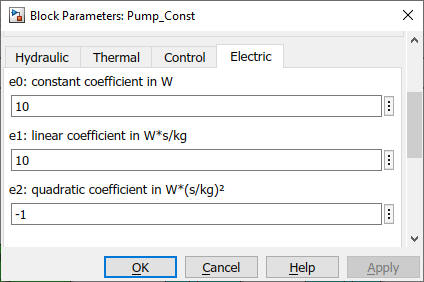 Block Parameters: Pump_Const
Hydraulic Thermal Control Electric
e0: constant coefficient in W
10
e1: linear coefficient in W*s/kg
10
e2: quadratic coefficient in W*(s/kg)²
-1
OK Cancel Help Apply